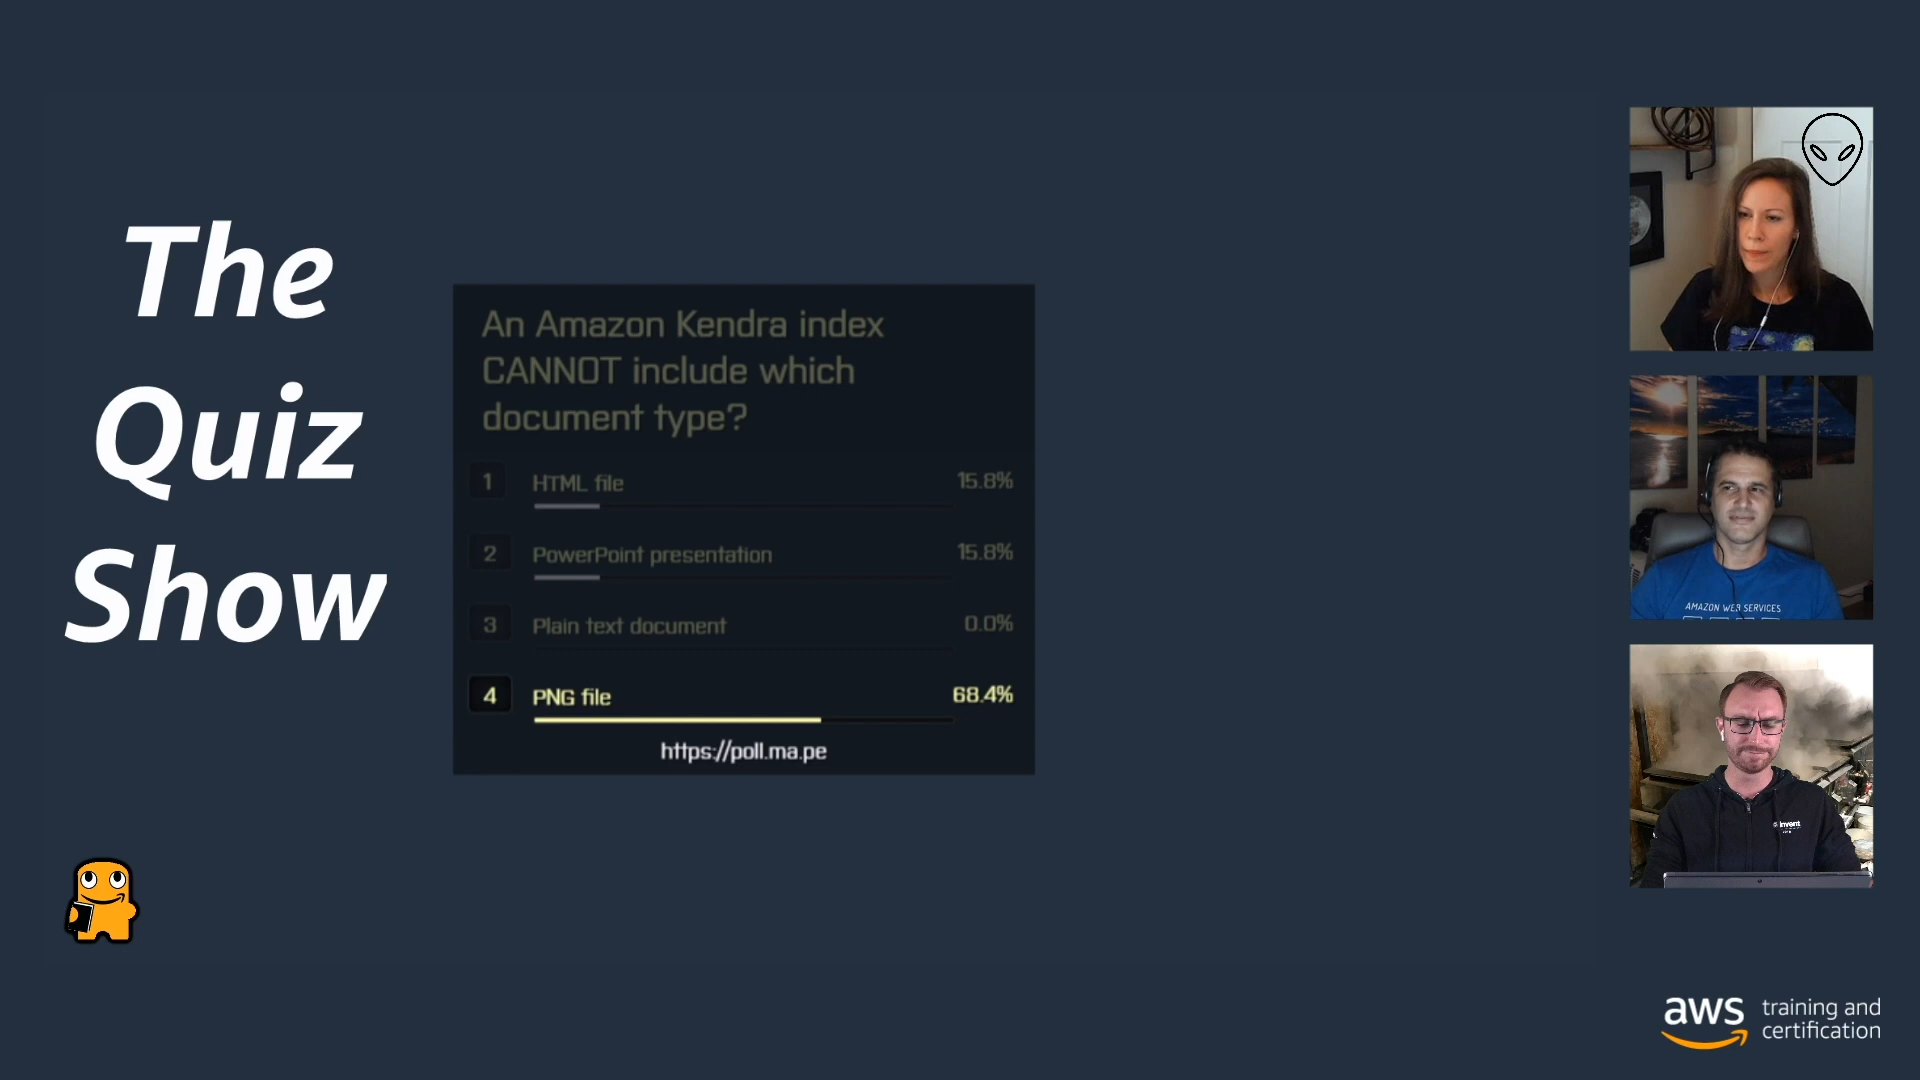 The
Quiz
Show
An Amazon Kendra index
CANNOT include which
document type?
1 HTML file 15.8%
2 PowerPoint presentation 15.8%
3 Plain text document 0.0%
4 PNG file 68.4%
https://poll.ma.pe
AMAZON WEB SERVICES
aws training and
certification